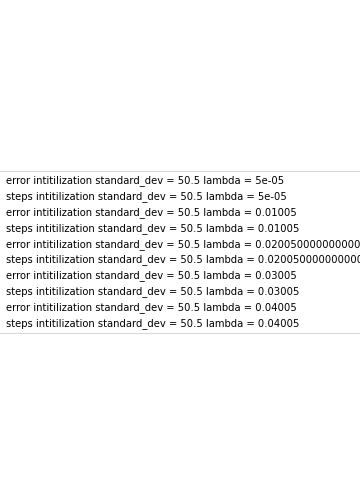 error intitilization standard_dev = 50.5 lambda = 5e-05
steps intitilization standard_dev = 50.5 lambda = 5e-05
error intitilization standard_dev = 50.5 lambda = 0.01005
steps intitilization standard_dev = 50.5 lambda = 0.01005
error intitilization standard_dev = 50.5 lambda = 0.020050000000000
steps intitilization standard_dev = 50.5 lambda = 0.020050000000000
error intitilization standard_dev = 50.5 lambda = 0.03005
steps intitilization standard_dev = 50.5 lambda = 0.03005
error intitilization standard_dev = 50.5 lambda = 0.04005
steps intitilization standard_dev = 50.5 lambda = 0.04005